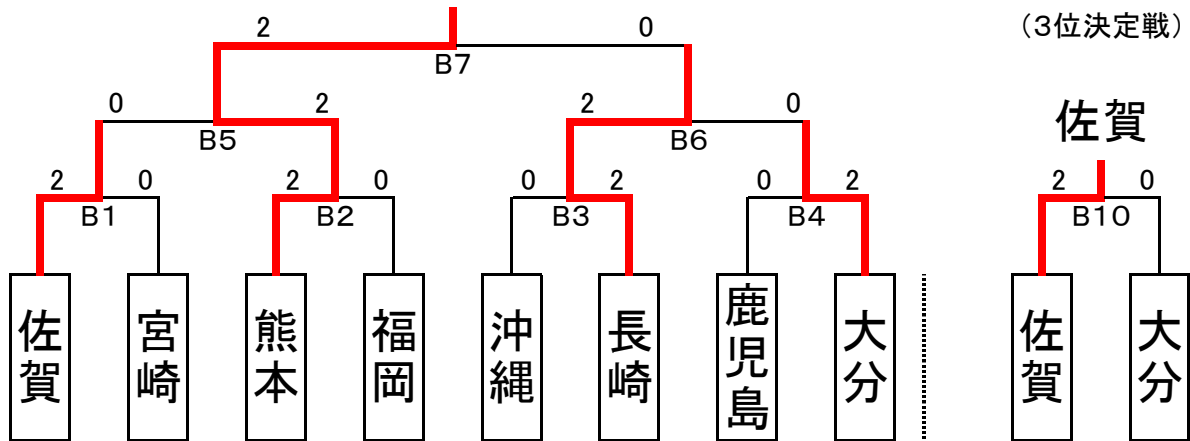 2 0 （3位決定戦）
B7
0 2 2 0 佐賀
B5 B6
2 0 2 0 0 2 0 2 2 0
B1 B2 B3 B4 B10
佐賀 宮崎 熊本 福岡 沖縄 長崎 鹿児島 大分 佐賀 大分